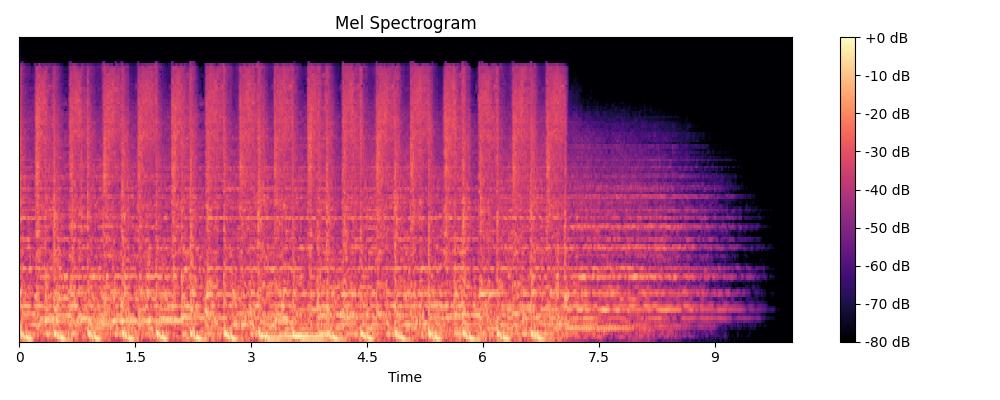 Mel Spectrogram
+0 dB
-10 dB
-20 dB
-30 dB
-40 dB
-50 dB
-60 dB
-70 dB
-80 dB
0 1.5 3 4.5 6 7.5 9
Time